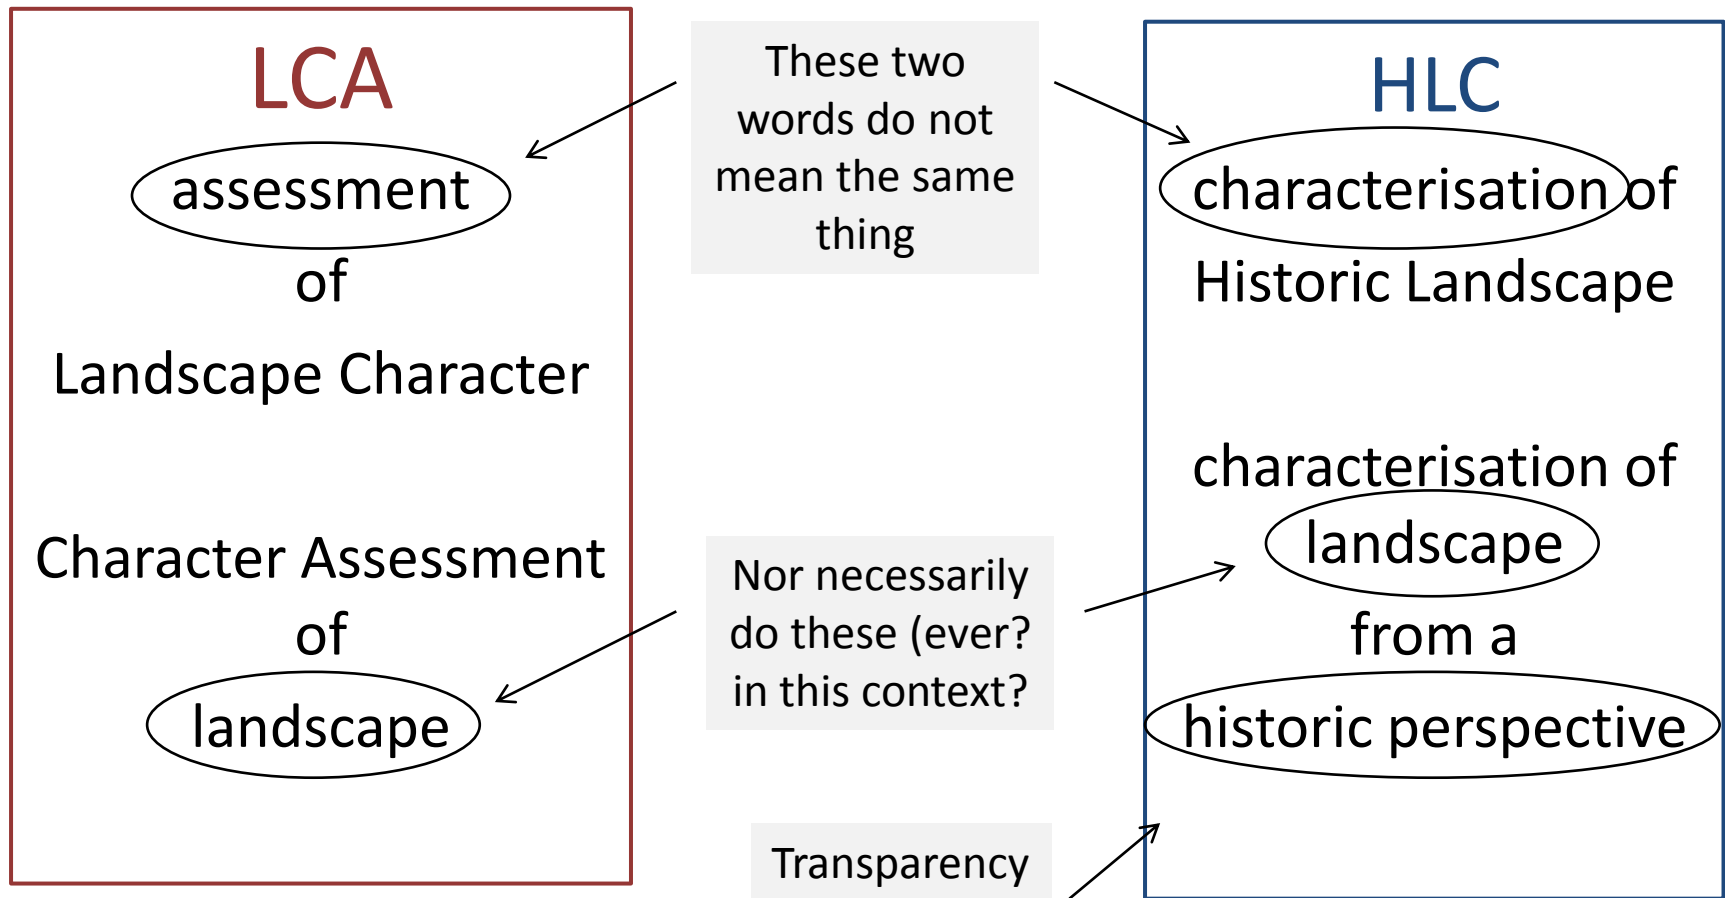 LCA
assessment
of
Landscape Character
Character Assessment
of
landscape
These two
words do not
mean the same
thing
Nor necessarily
do these (ever?
in this context?
Transparency
HLC
characterisation of
Historic Landscape
characterisation of
landscape
from a
historic perspective